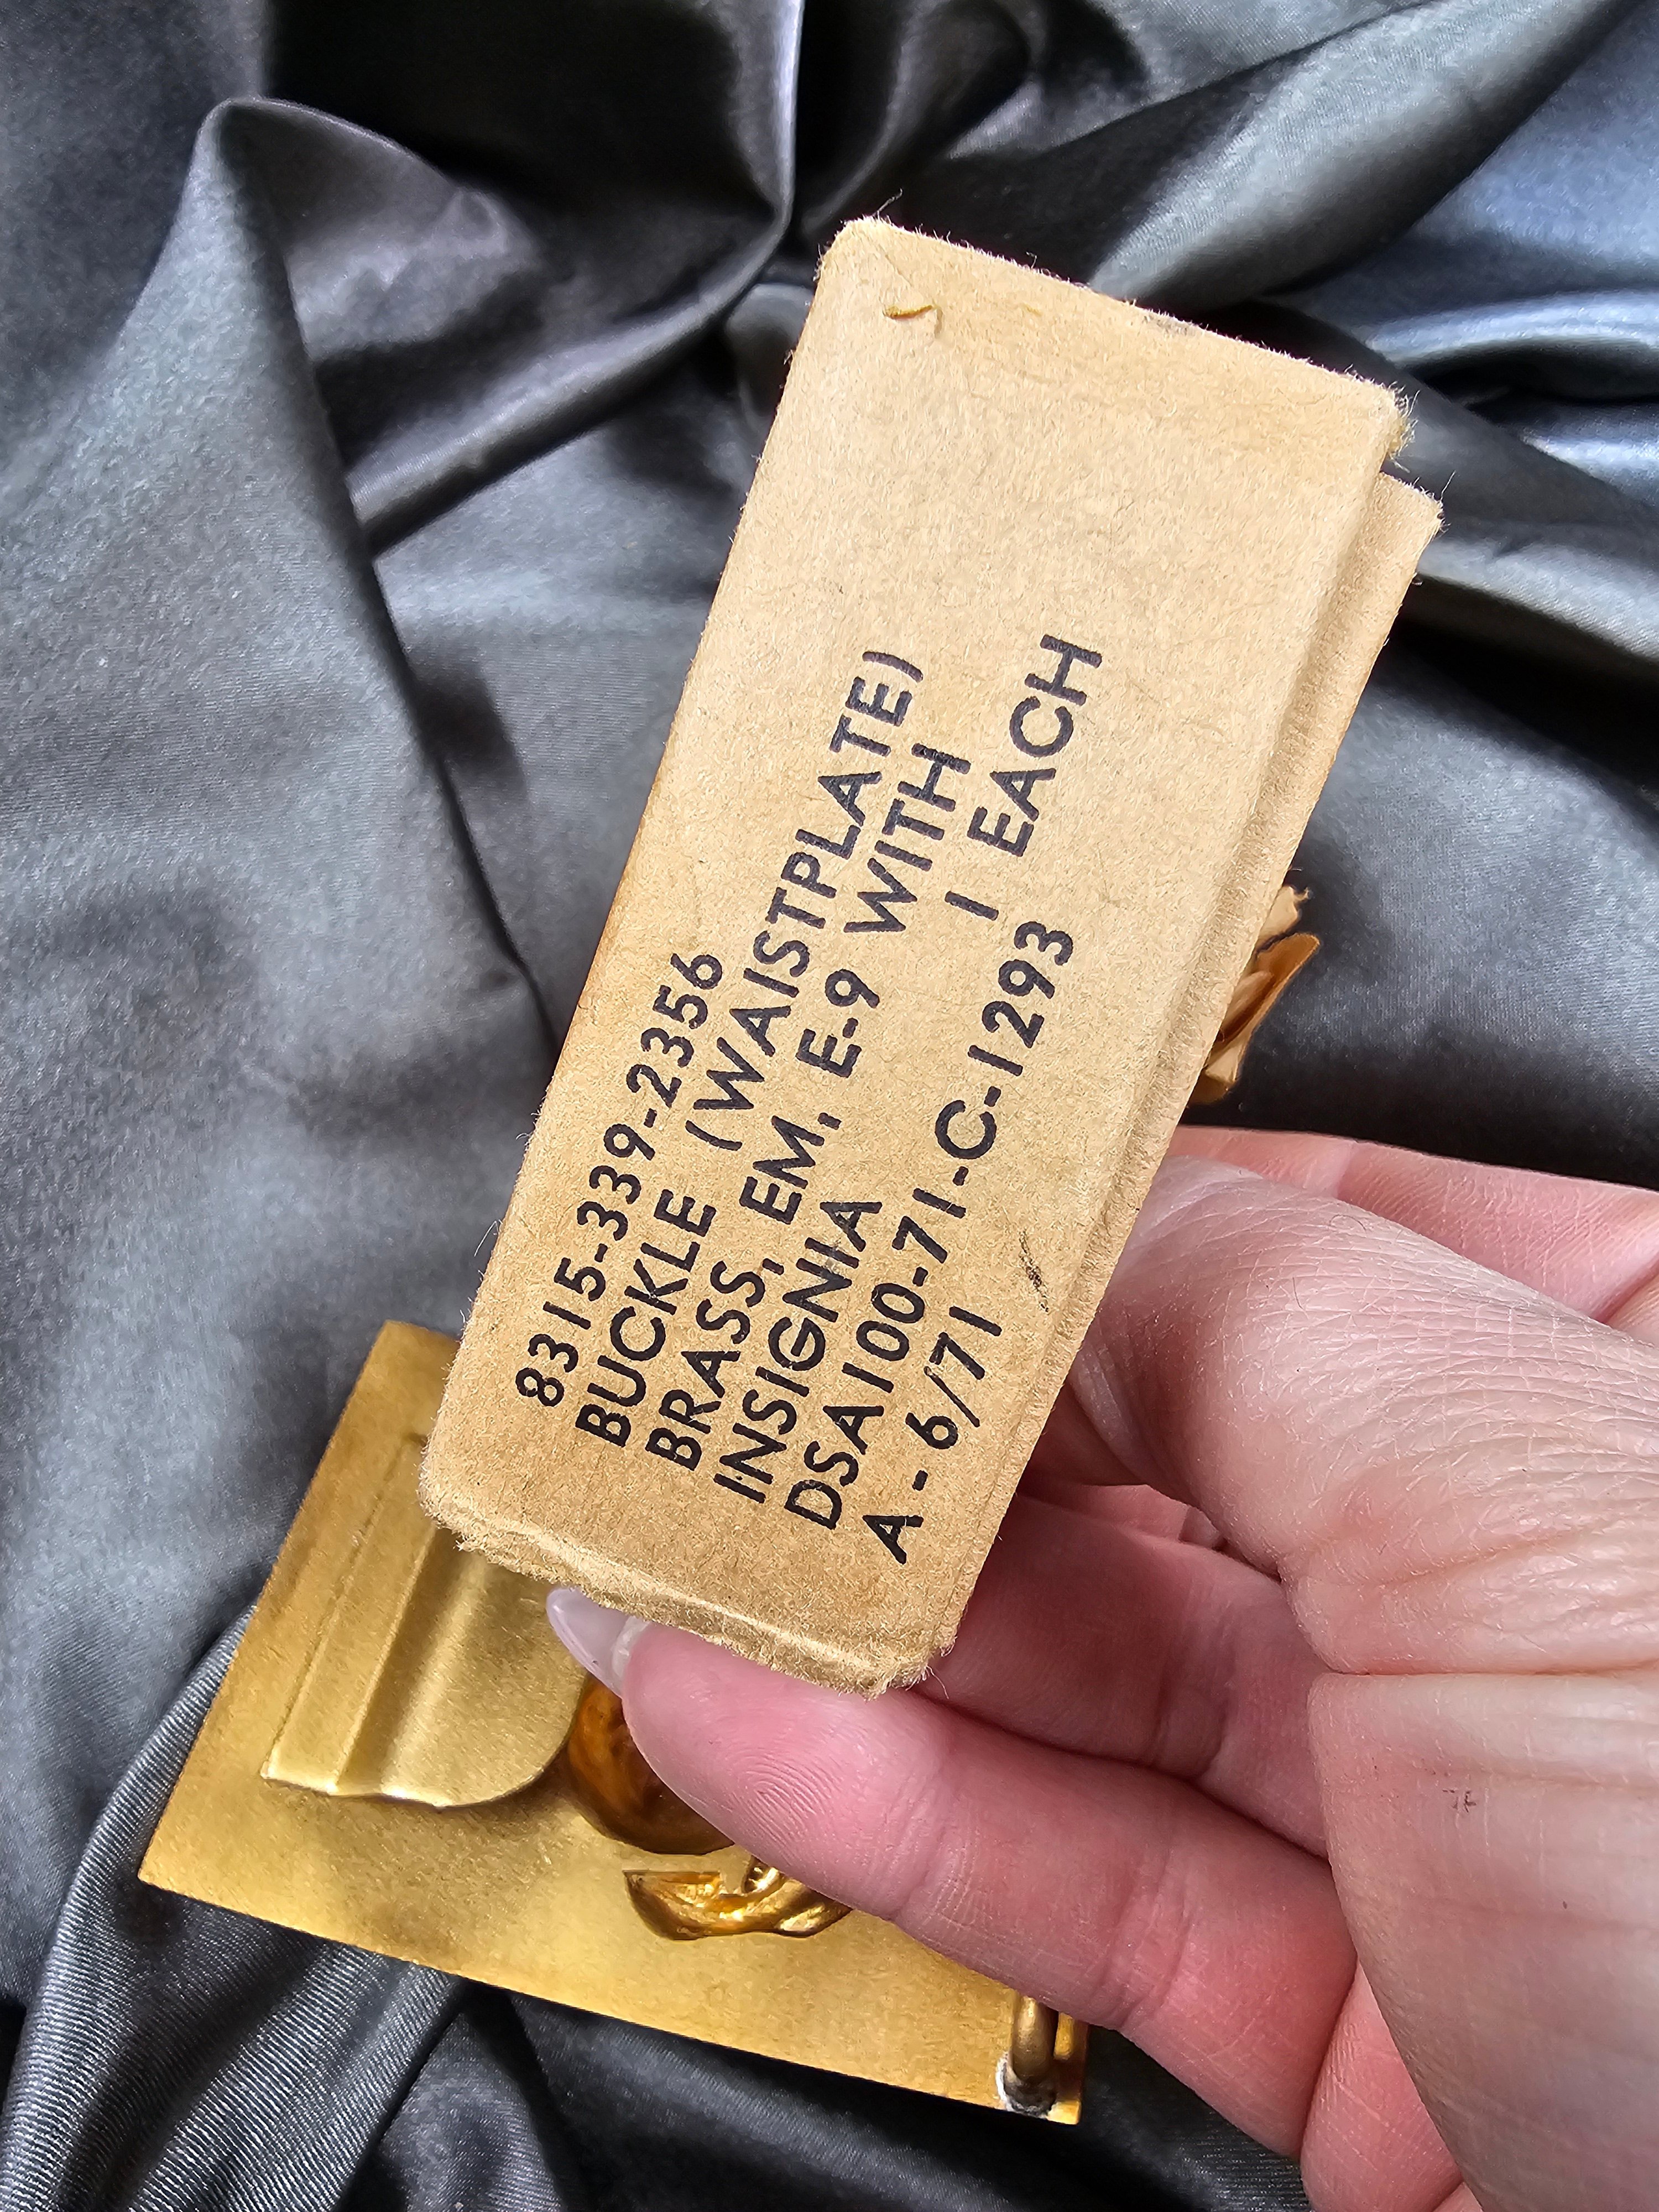 8315-339-2356
BUCKLE (WAISTPLATE)
BRASS, EM, E-9 WITH
INSIGNIA 1 EACH
DSA100-71-C-1293
A - 6/71